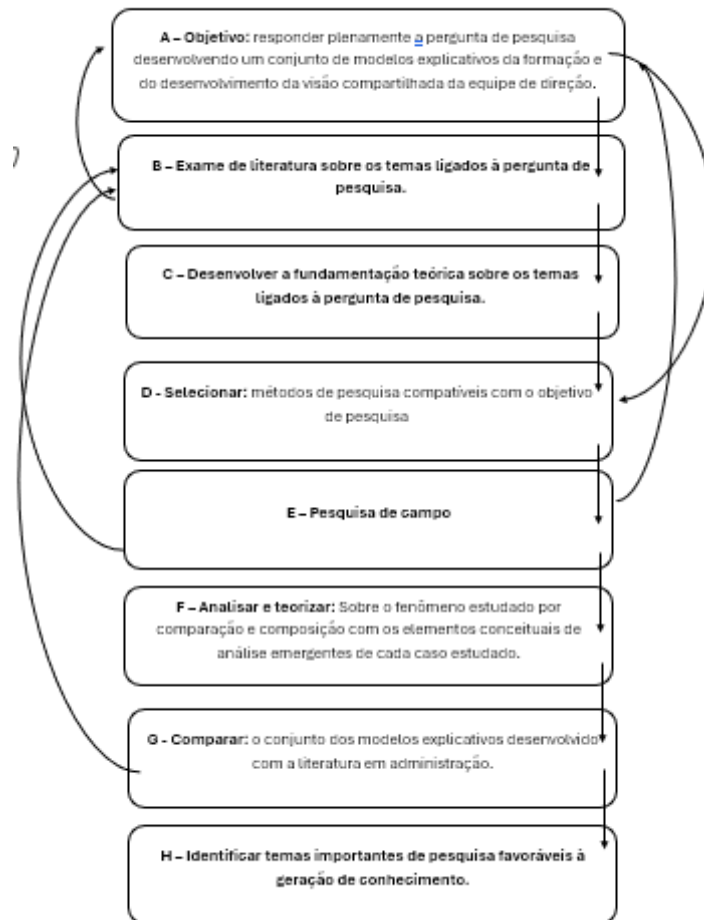 A – Objetivo: responder plenamente a pergunta de pesquisa
desenvolvendo um conjunto de modelos explicativos da formação e
do desenvolvimento da visão compartilhada da equipe de direção.
B – Exame de literatura sobre os temas ligados à pergunta de
pesquisa.
C – Desenvolver a fundamentação teórica sobre os temas
ligados à pergunta de pesquisa.
D - Selecionar: métodos de pesquisa compatíveis com o objetivo
de pesquisa
E – Pesquisa de campo
F – Analisar e teorizar: Sobre o fenômeno estudado por
comparação e composição com os elementos conceituais de
análise emergentes de cada caso estudado.
G - Comparar: o conjunto dos modelos explicativos desenvolvido
com a literatura em administração.
H – Identificar temas importantes de pesquisa favoráveis à
geração de conhecimento.